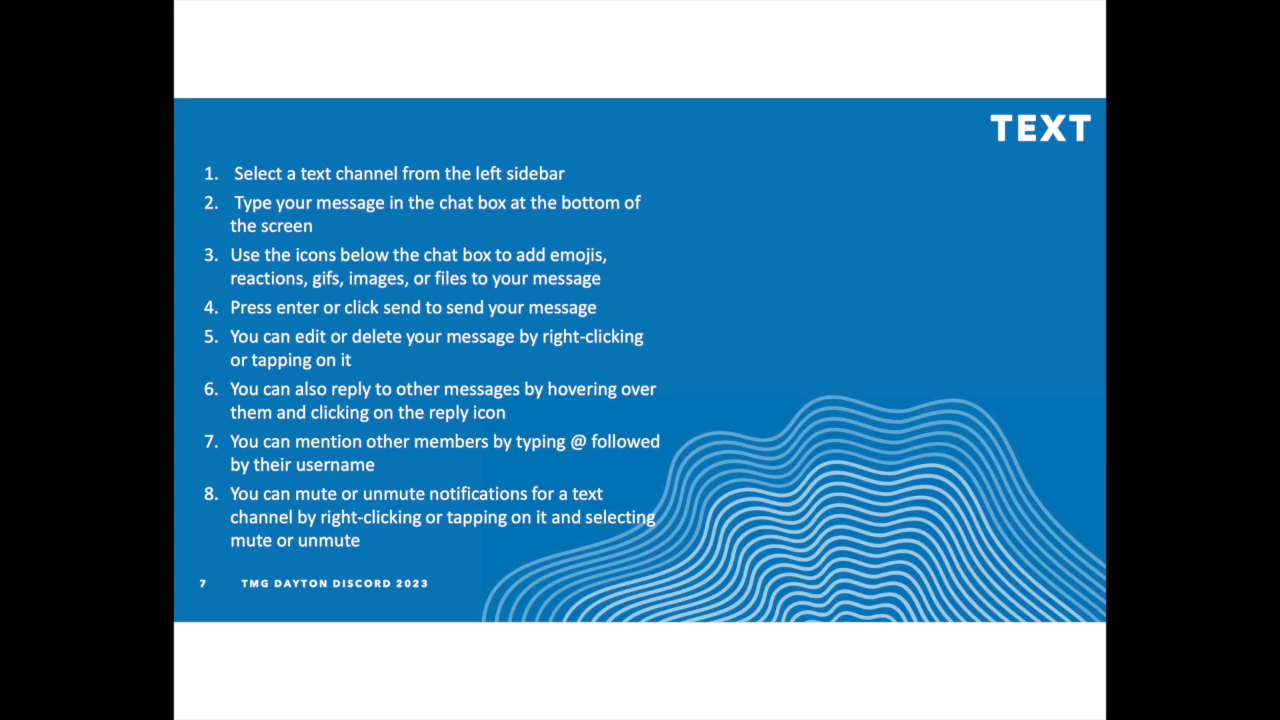 TEXT
1. Select a text channel from the left sidebar
2. Type your message in the chat box at the bottom of
the screen
3. Use the icons below the chat box to add emojis,
reactions, gifs, images, or files to your message
4. Press enter or click send to send your message
5. You can edit or delete your message by right-clicking
or tapping on it
6. You can also reply to other messages by hovering over
them and clicking on the reply icon
7. You can mention other members by typing @ followed
by their username
8. You can mute or unmute notifications for a text
channel by right-clicking or tapping on it and selecting
mute or unmute
7 TMG DAYTON DISCORD 2023